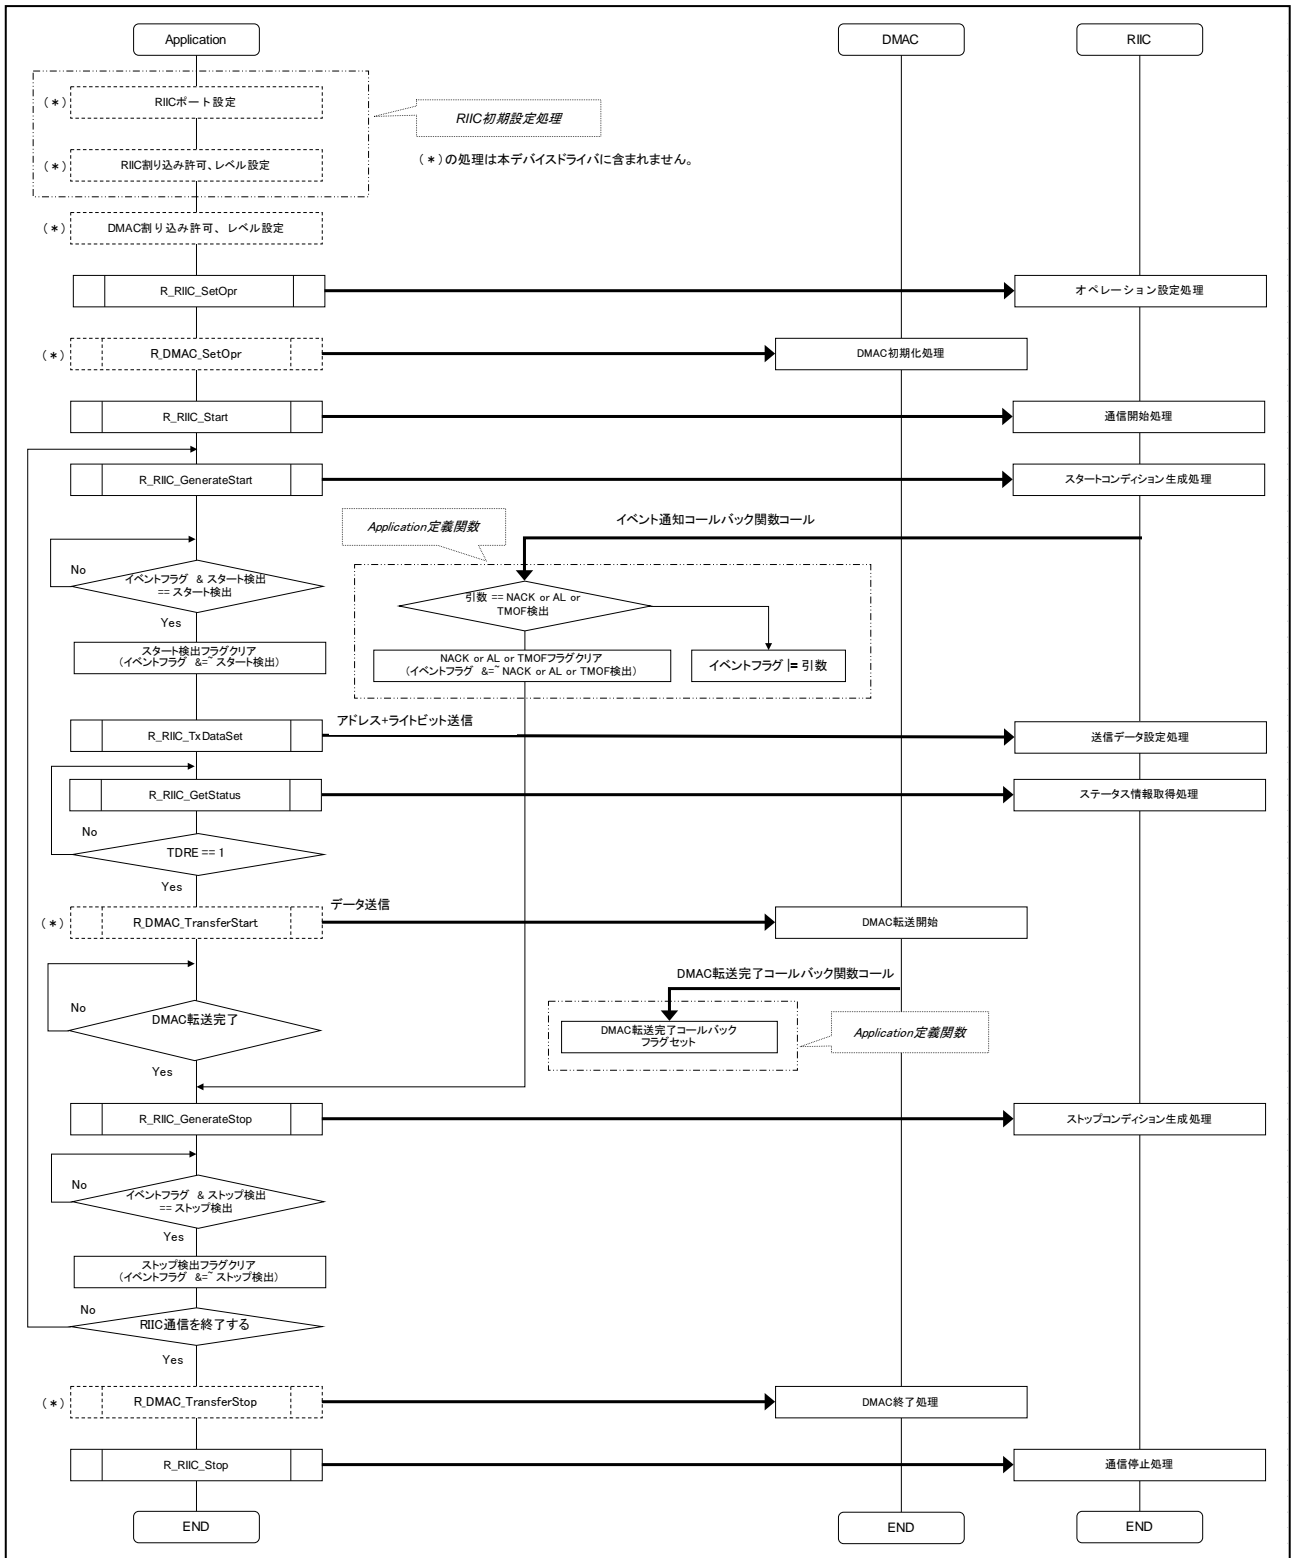 Application
DMAC
RIIC
(*)
RIICポート設定
RIIC初期設定処理
(*)
RIIC割り込み許可、レベル設定
(*)の処理は本デバイスドライバに含まれません。
(*)
DMAC割り込み許可、レベル設定
R_RIIC_SetOpr
オペレーション設定処理
(*)
R_DMAC_SetOpr
DMAC初期化処理
R_RIIC_Start
通信開始処理
R_RIIC_GenerateStart
スタートコンディション生成処理
Application定義関数
イベント通知コールバック関数コール
No
イベントフラグ & スタート検出
== スタート検出
Yes
引数 == NACK or AL or
TMOF検出
スタート検出フラグクリア
(イベントフラグ &=~ スタート検出)
NACK or AL or TMOFフラグクリア
(イベントフラグ &=~ NACK or AL or TMOF検出)
イベントフラグ |= 引数
アドレス+ライトビット送信
R_RIIC_TxDataSet
送信データ設定処理
R_RIIC_GetStatus
ステータス情報取得処理
No
TDRE == 1
Yes
データ送信
(*)
R_DMAC_TransferStart
DMAC転送開始
DMAC転送完了コールバック関数コール
No
DMAC転送完了
Yes
DMAC転送完了コールバック
フラグセット
Application定義関数
R_RIIC_GenerateStop
ストップコンディション生成処理
No
イベントフラグ & ストップ検出
== ストップ検出
Yes
ストップ検出フラグクリア
(イベントフラグ &=~ ストップ検出)
No
RIIC通信を終了する
Yes
(*)
R_DMAC_TransferStop
DMAC終了処理
R_RIIC_Stop
通信停止処理
END
END
END